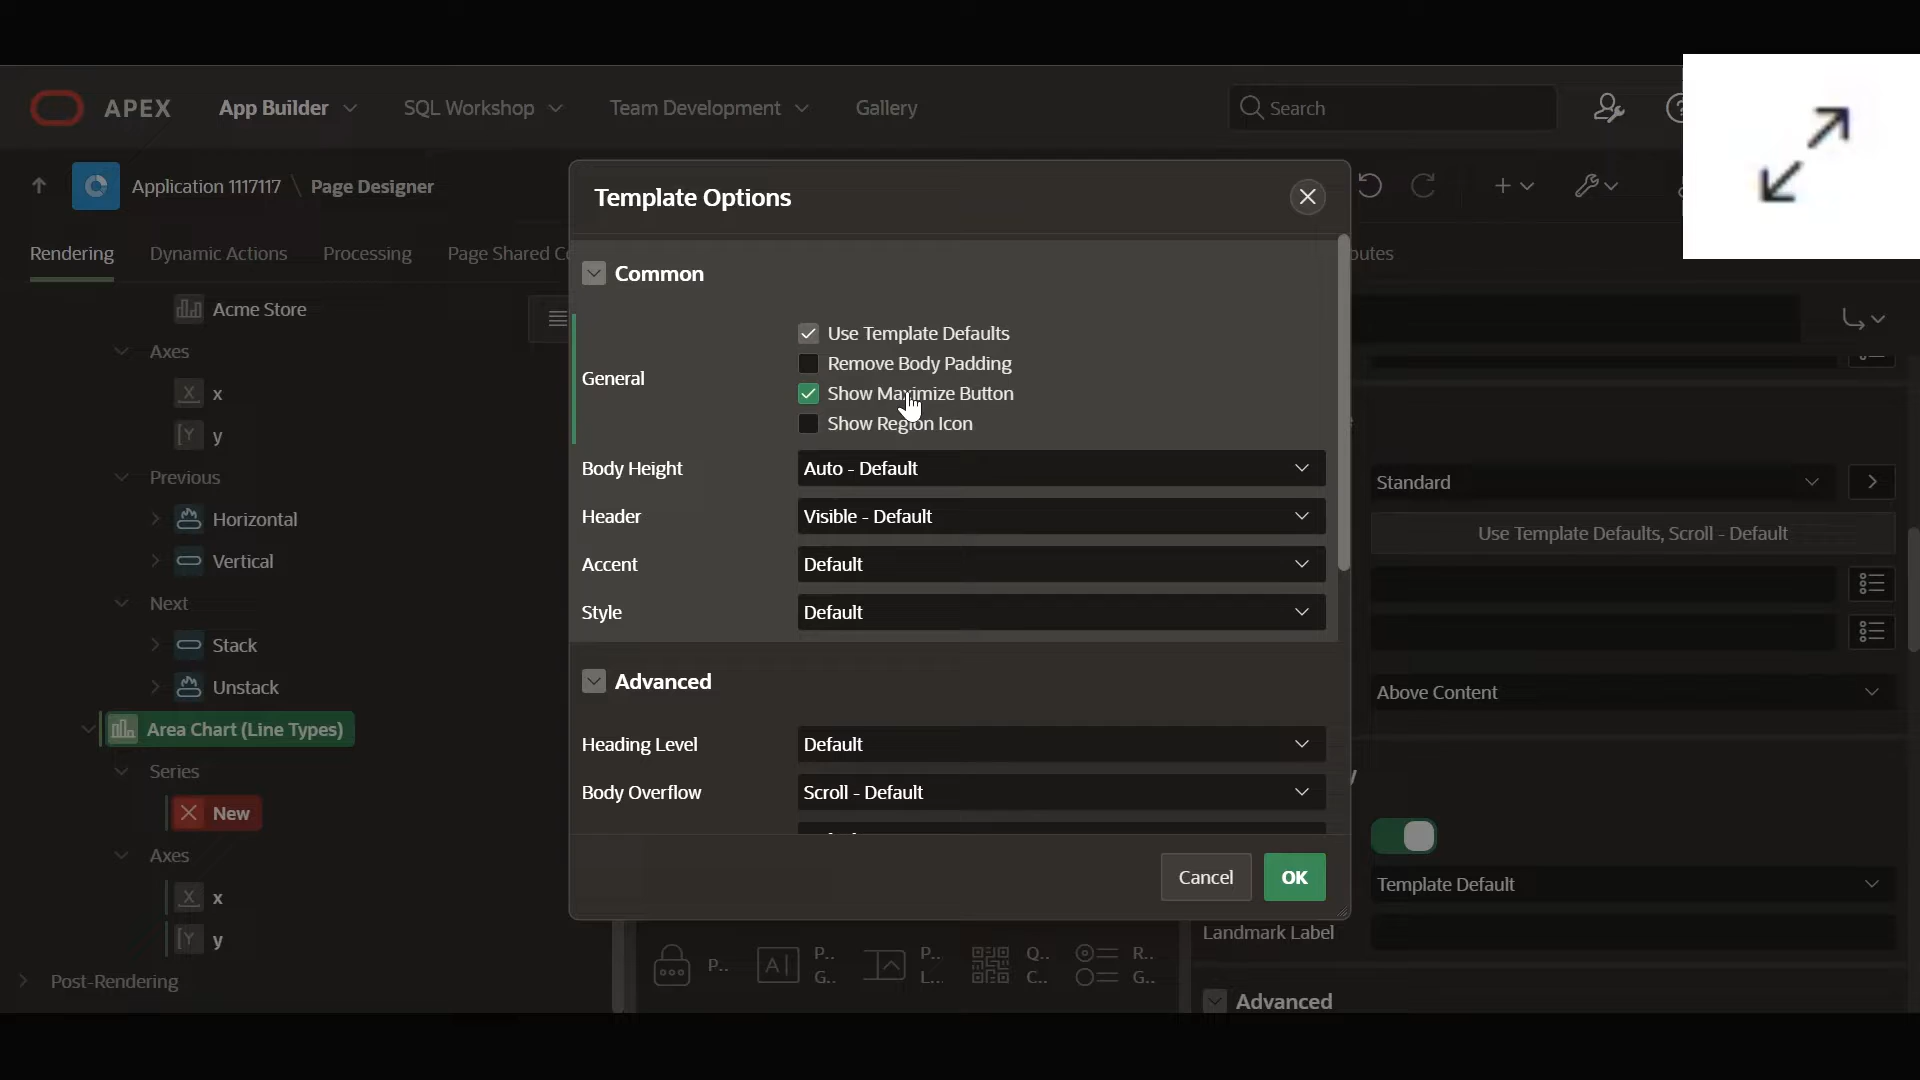 APEX
App Builder
SQL Workshop
Team Development
Gallery
Search
Application 1117117 \ Page Designer
Rendering
Dynamic Actions
Processing
Page Shared
Template Options
Common
General
Use Template Defaults
Remove Body Padding
Show Maximize Button
Show Region Icon
Body Height
Auto - Default
Header
Visible - Default
Accent
Default
Style
Default
Advanced
Heading Level
Default
Body Overflow
Scroll - Default
Cancel
OK
Acme Store
Axes
x
y
Previous
Horizontal
Vertical
Next
Stack
Unstack
Area Chart (Line Types)
Series
New
Axes
x
y
Post-Rendering
P..
P..
G..
P..
L...
Q..
C...
R..
G..
Standard
Use Template Defaults, Scroll - Default
Above Content
Template Default
Landmark Label
Advanced